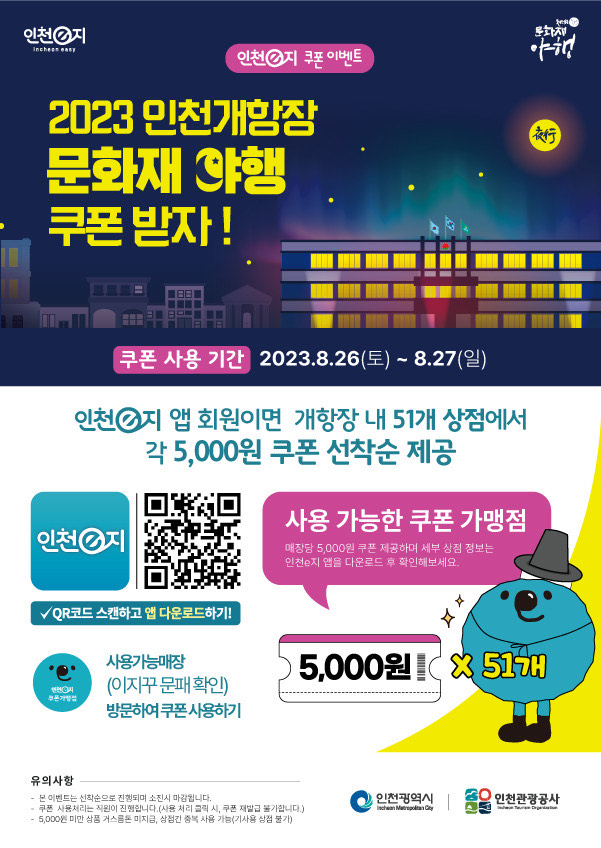 인천e지
Incheon easy
문화재
야행
인천e지 쿠폰 이벤트
2023 인천개항장
문화재 야행
쿠폰 받자 !
夜行
쿠폰 사용 기간 2023.8.26(토) ~ 8.27(일)
인천e지 앱 회원이면 개항장 내 51개 상점에서
각 5,000원 쿠폰 선착순 제공
인천e지
✓QR코드 스캔하고 앱 다운로드하기!
사용 가능한 쿠폰 가맹점
매장당 5,000원 쿠폰 제공하며 세부 상점 정보는
인천e지 앱을 다운로드 후 확인해보세요.
5,000원 X 51개
인천e지
쿠폰가맹점
사용가능매장
(이지꾸 문패 확인)
방문하여 쿠폰 사용하기
유의사항
- 본 이벤트는 선착순으로 진행되며 소진시 마감됩니다.
- 쿠폰 사용처리는 직원이 진행합니다.(사용 처리 클릭 시, 쿠폰 재발급 불가합니다.)
- 5,000원 미만 상품 거스름돈 미지급, 상점간 중복 사용 가능(기사용 상점 불가)
인천광역시
Incheon Metropolitan City
인천관광공사
Incheon Tourism Organization